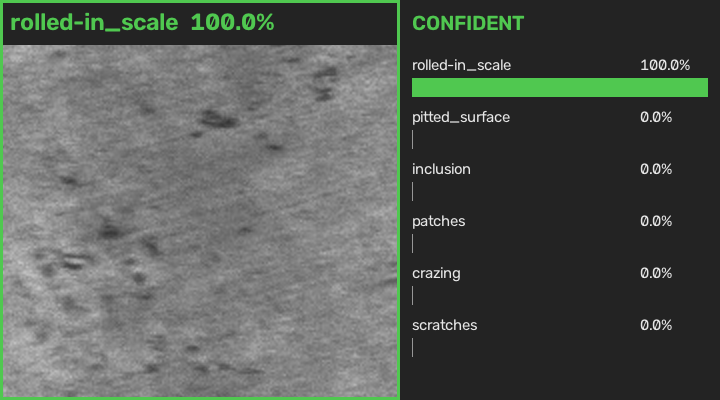 rolled-in_scale 100.0%
CONFIDENT
rolled-in_scale 100.0%
pitted_surface 0.0%
inclusion 0.0%
patches 0.0%
crazing 0.0%
scratches 0.0%